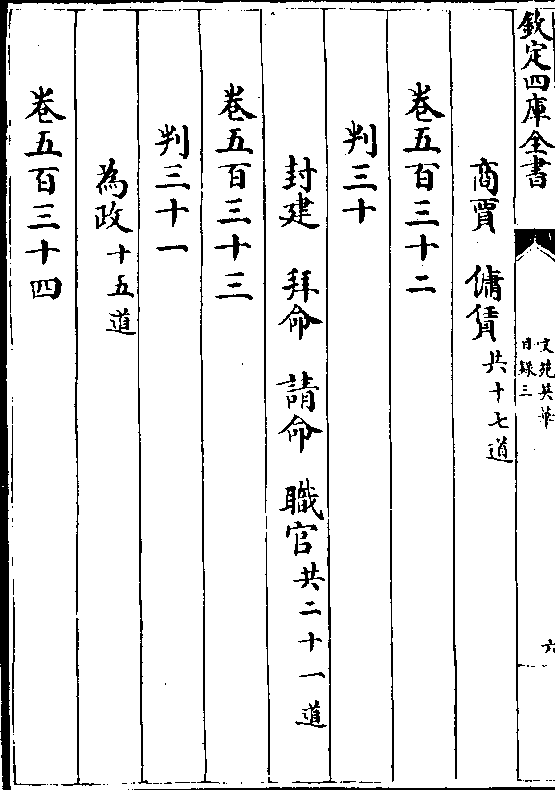 欽定四庫全書
文苑英華
目録三
六
商賈 傭賃共十七道
卷五百三十二
判三十
封建 拜命 請命 職官共二十一道
卷五百三十三
判三十一
為政十五道
卷五百三十四